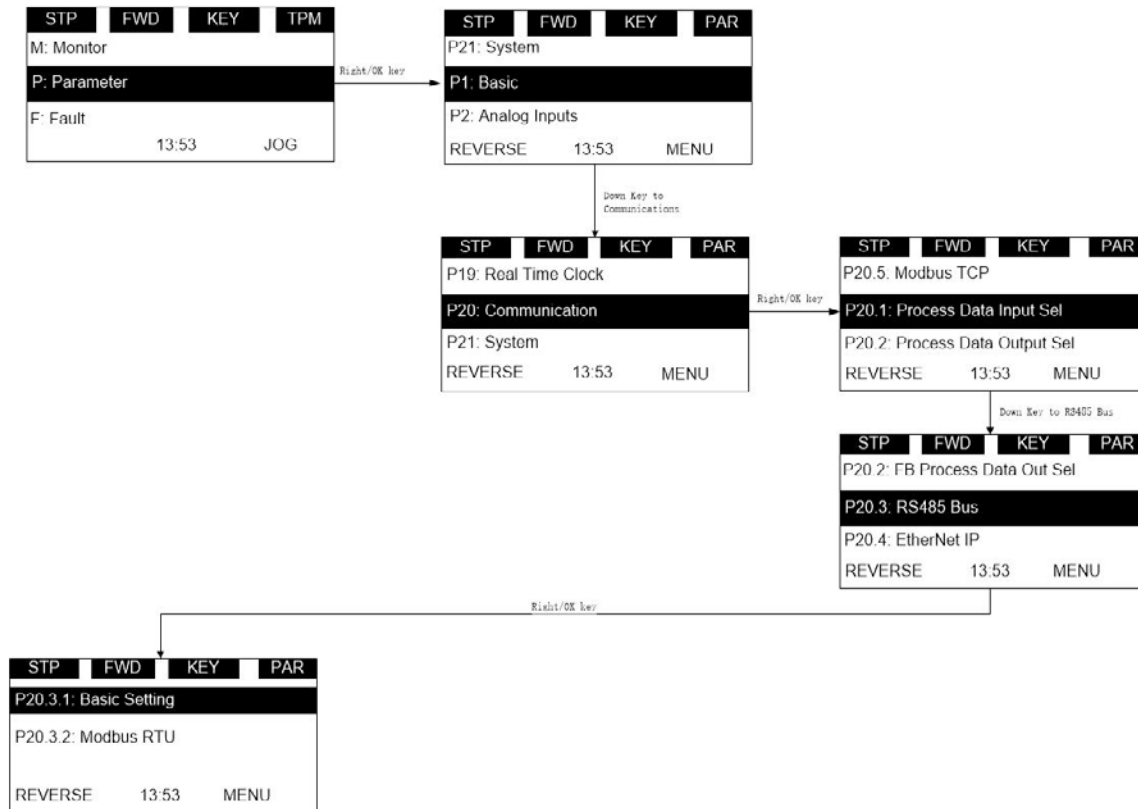 STP FWD KEY TPM
M: Monitor
P: Parameter
F: Fault
13:53 JOG
Right/OK key
STP FWD KEY PAR
P21: System
P1: Basic
P2: Analog Inputs
REVERSE 13:53 MENU
Down Key to
Communications
STP FWD KEY PAR
P19: Real Time Clock
P20: Communication
P21: System
REVERSE 13:53 MENU
Right/OK key
STP FWD KEY PAR
P20.5: Modbus TCP
P20.1: Process Data Input Sel
P20.2: Process Data Output Sel
REVERSE 13:53 MENU
Down Key to RS485 Bus
STP FWD KEY PAR
P20 2: FB Process Data Out Sel
P20.3: RS485 Bus
P20.4: EtherNet IP
REVERSE 13:53 MENU
Right/OK key
STP FWD KEY PAR
P20.3.1: Basic Setting
P20.3.2: Modbus RTU
REVERSE 13:53 MENU